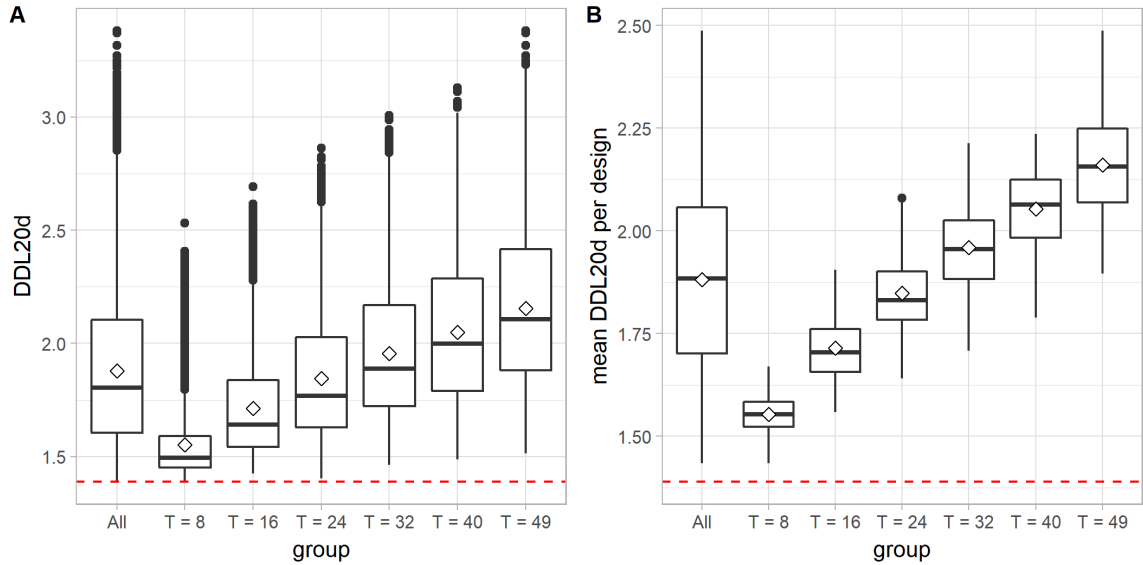 A
DDL20d
3.0
2.5
2.0
1.5
All
T = 8
T = 16
T = 24
T = 32
T = 40
T = 49
group
B
mean DDL20d per design
2.50
2.25
2.00
1.75
1.50
All
T = 8
T = 16
T = 24
T = 32
T = 40
T = 49
group